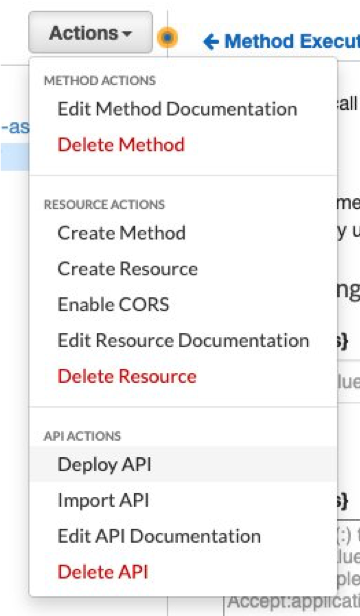 Actions
← Method Execut
METHOD ACTIONS
Edit Method Documentation
all
-as
Delete Method
RESOURCE ACTIONS
me
Create Method
y u
Create Resource
ng
Enable CORS
Edit Resource Documentation
s}
Delete Resource
lue
API ACTIONS
Deploy API
Import API
s}
Edit API Documentation
(:) t
lue
Delete API
ple
Accept:applicati